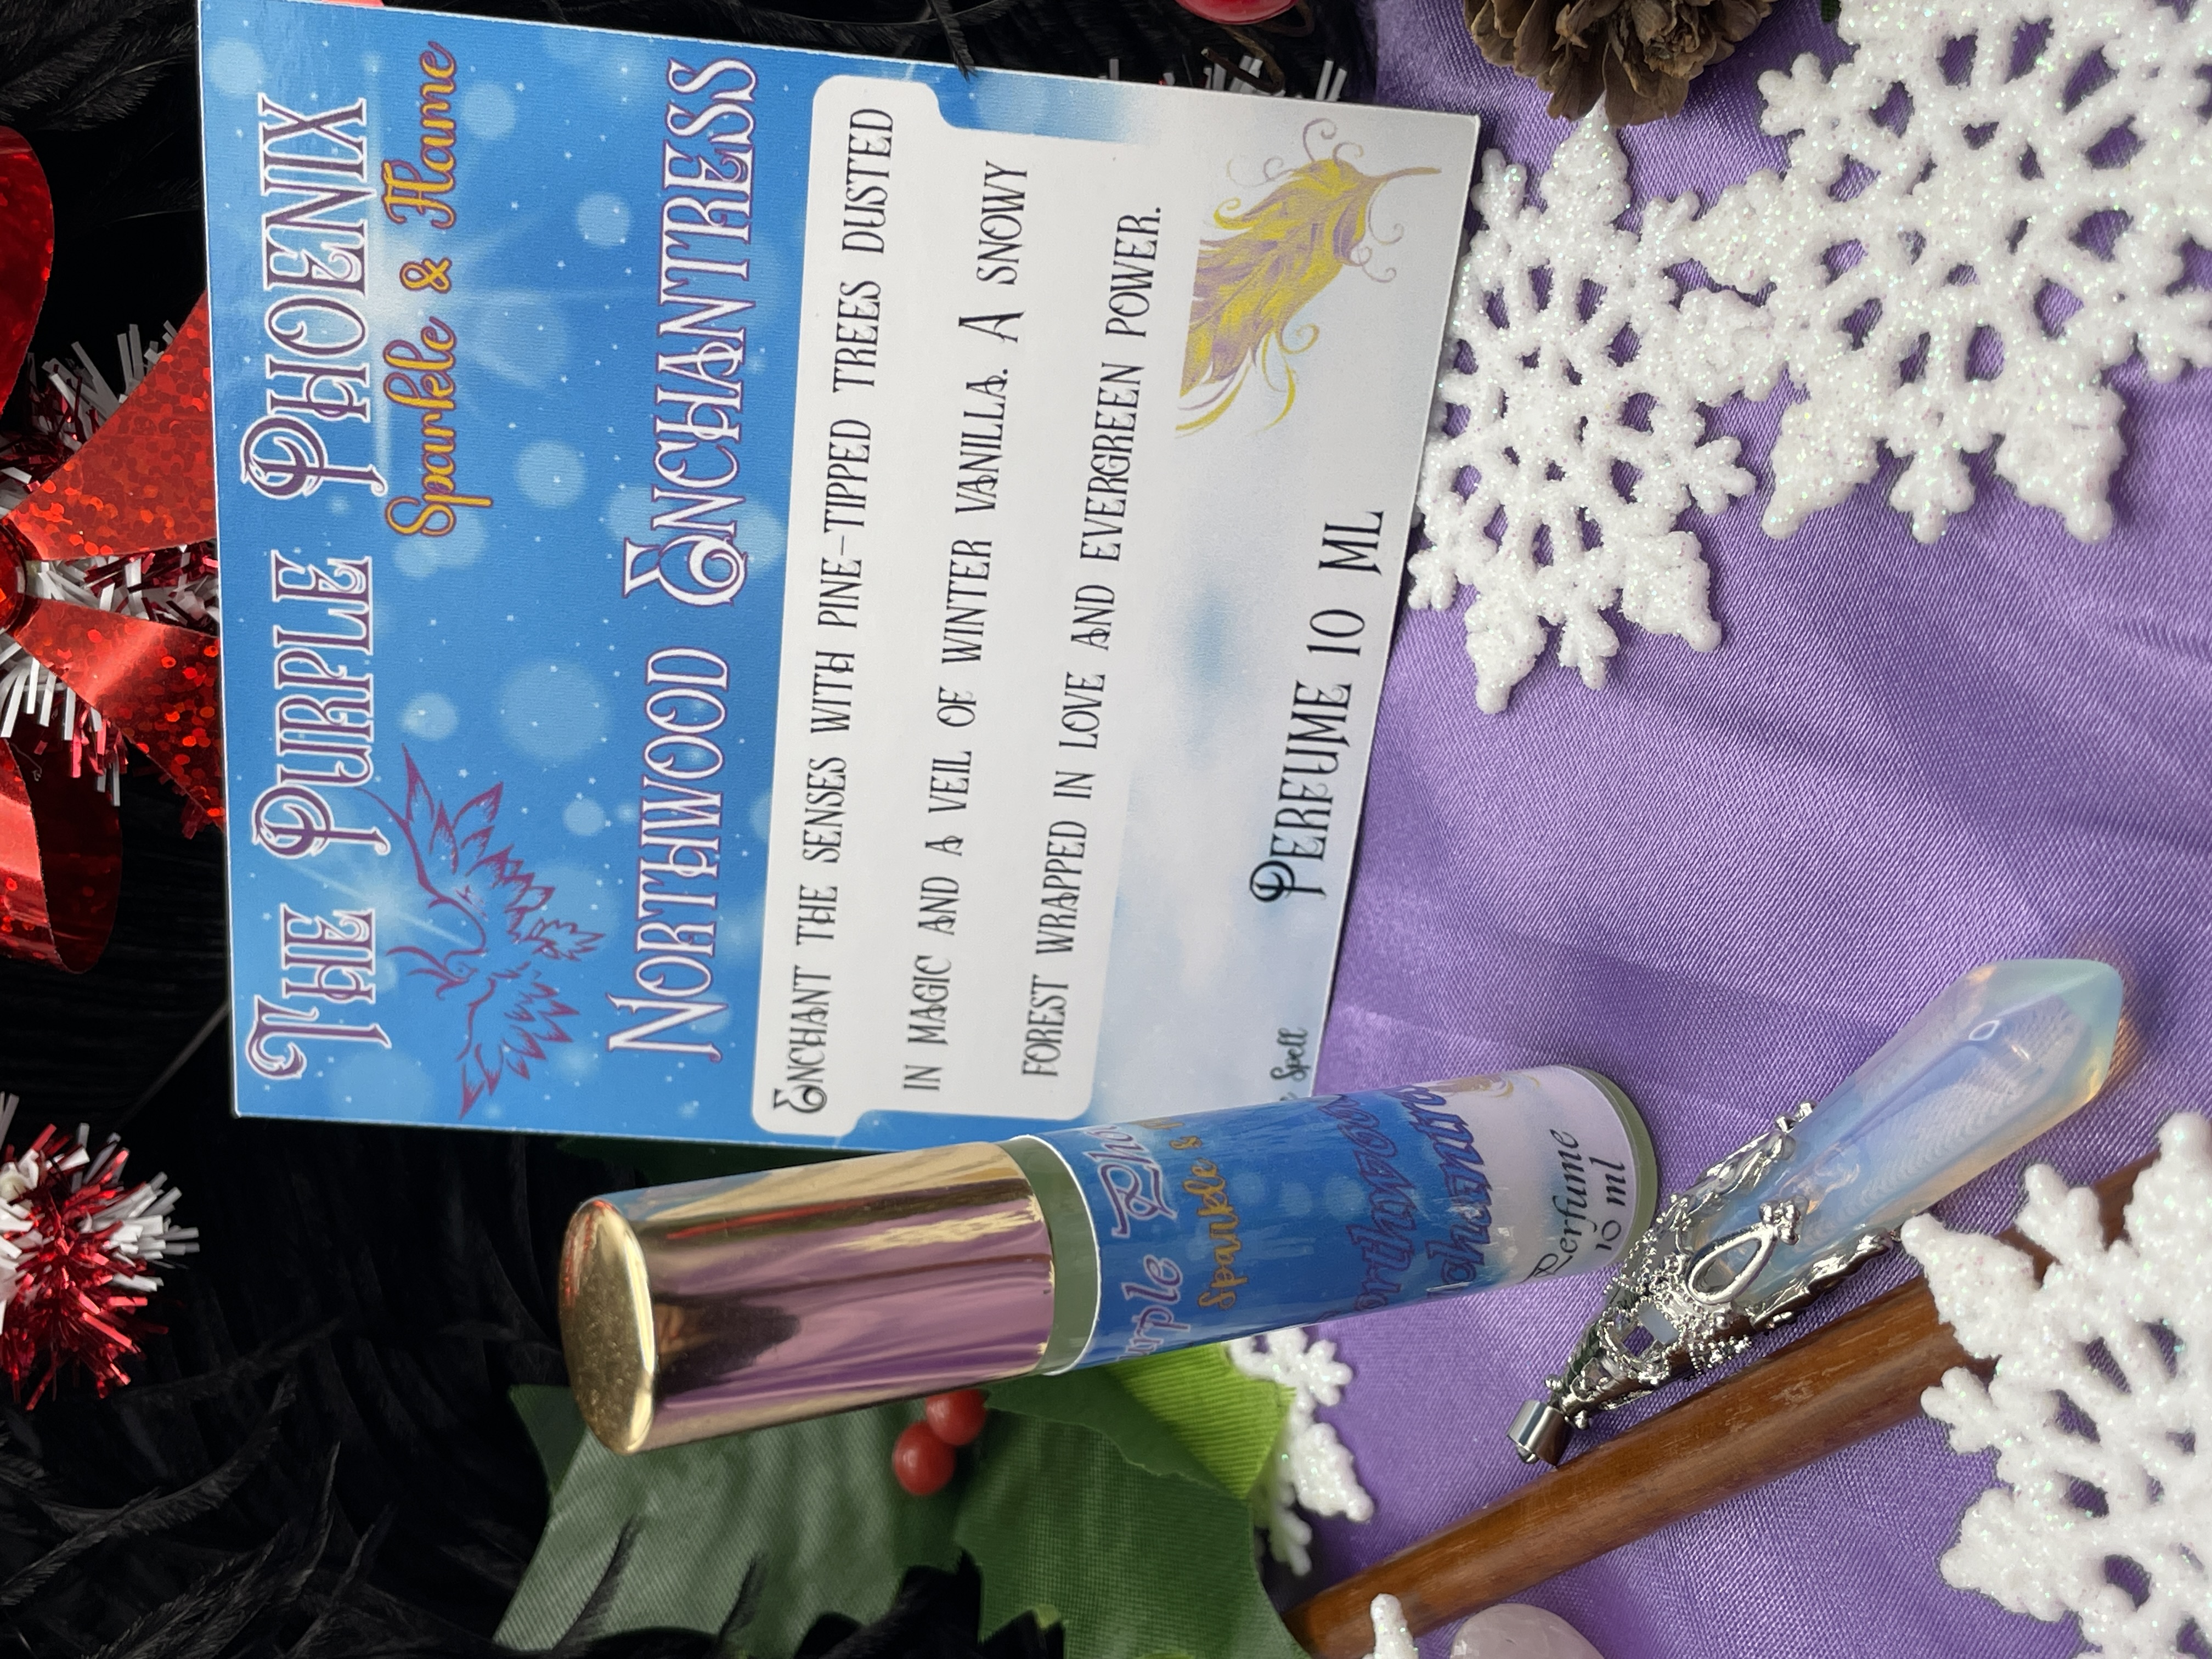 The Purple Phoenix
Sparkle & Flame
Northwood Enchantress
Enchant the senses with pine-tipped trees dusted
in magic and a veil of winter vanilla. A snowy
forest wrapped in love and evergreen power.
Spell
Perfume 10 ml
Sparkle &
Perfume
10 ml